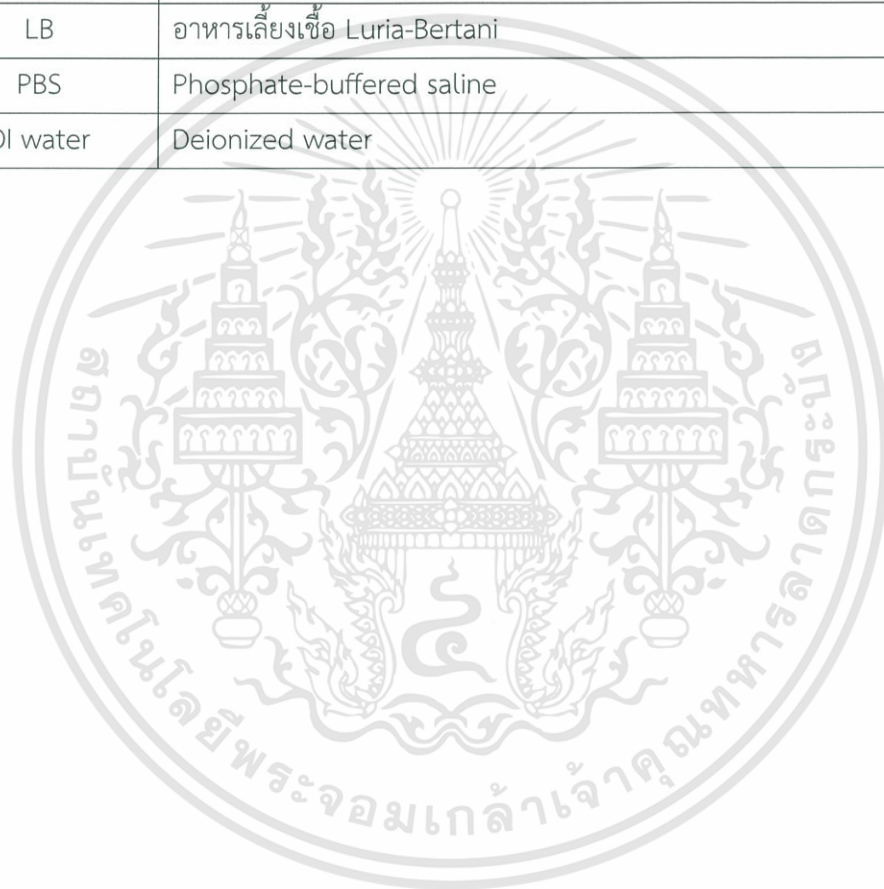 LB อาหารเลี้ยงเชื้อ Luria-Bertani
PBS Phosphate-buffered saline
DI water Deionized water
สถาบันเทคโนโลยีพระจอมเกล้าเจ้าคุณทหารลาดกระบัง
๔